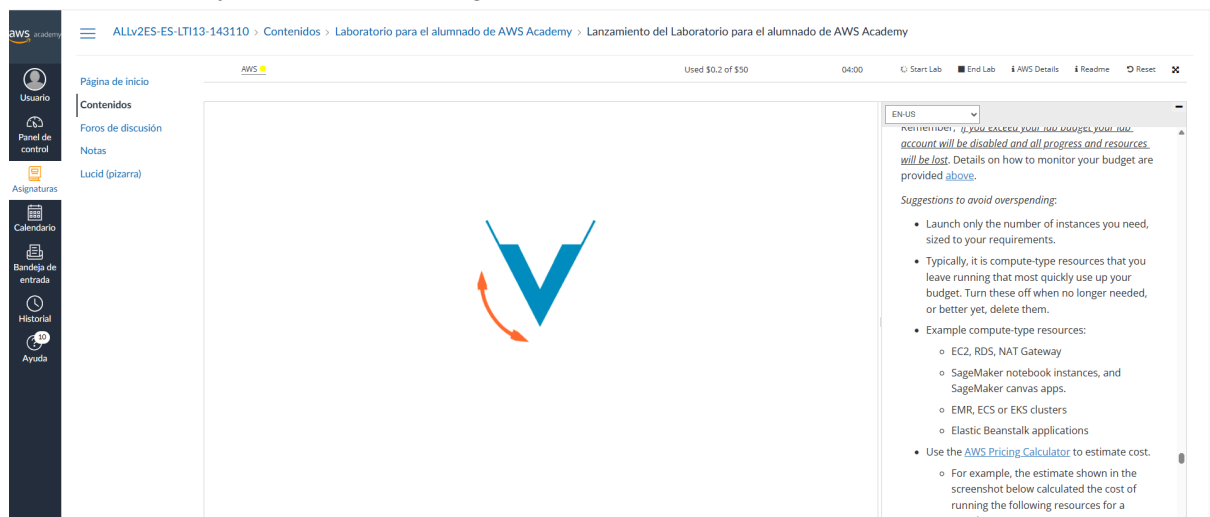 aws academy
ALLv2ES-ES-LTI13-143110 > Contenidos > Laboratorio para el alumnado de AWS Academy > Lanzamiento del Laboratorio para el alumnado de AWS Academy
Usuario
Panel de
control
Asignaturas
Calendario
Bandeja de
entrada
Historial
10
Ayuda
Página de inicio
Contenidos
Foros de discusión
Notas
Lucid (pizarra)
AWS
Used $0.2 of $50
04:00
Start Lab
End Lab
AWS Details
Readme
Reset
EN-US
Remember, if you exceed your lab budget your lab
account will be disabled and all progress and resources
will be lost. Details on how to monitor your budget are
provided above.
Suggestions to avoid overspending:
• Launch only the number of instances you need,
sized to your requirements.
• Typically, it is compute-type resources that you
leave running that most quickly use up your
budget. Turn these off when no longer needed,
or better yet, delete them.
• Example compute-type resources:
EC2, RDS, NAT Gateway
SageMaker notebook instances, and
SageMaker canvas apps.
EMR, ECS or EKS clusters
Elastic Beanstalk applications
• Use the AWS Pricing Calculator to estimate cost.
For example, the estimate shown in the
screenshot below calculated the cost of
running the following resources for a